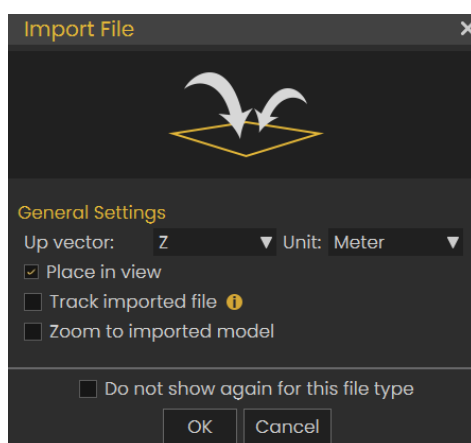 Import File
General Settings
Up vector: Z Unit: Meter
Place in view
Track imported file
Zoom to imported model
Do not show again for this file type
OK Cancel